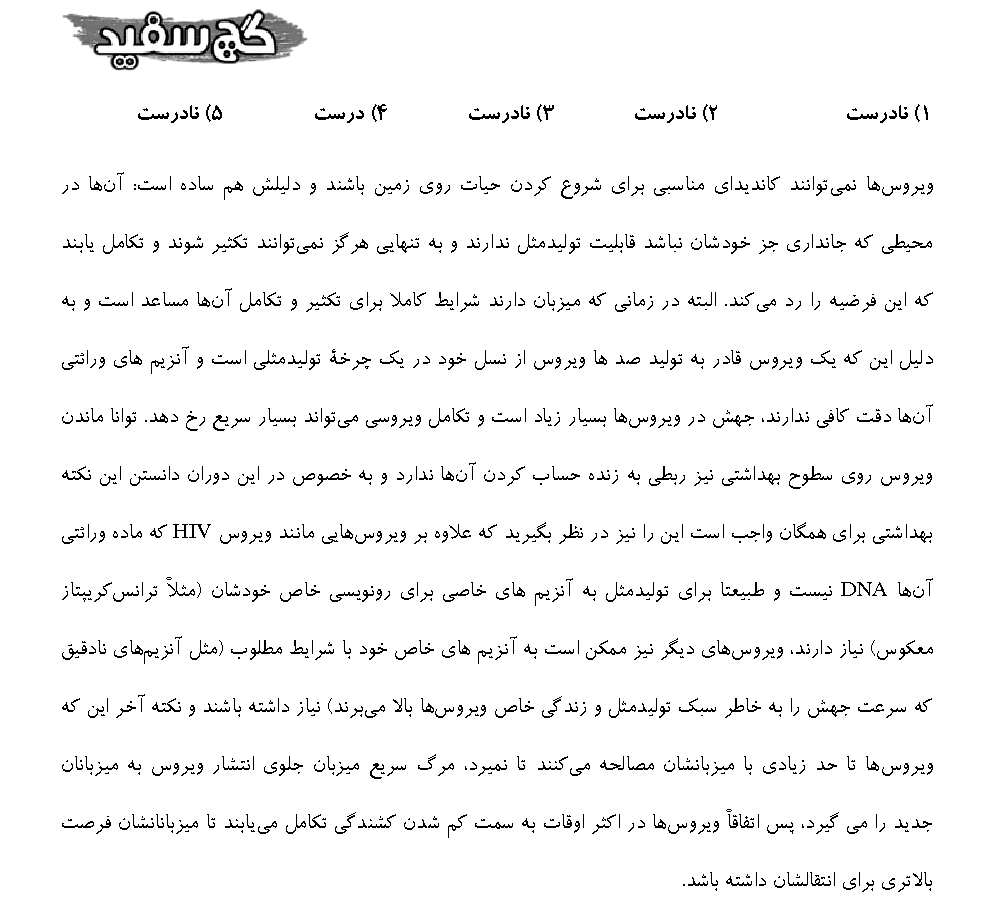 گچ سفید
۱) نادرست ۲) نادرست ۳) نادرست ۴) درست ۵) نادرست
ویروس‌ها نمی‌توانند کاندیدای مناسبی برای شروع کردن حیات روی زمین باشند و دلیلش هم ساده است: آن‌ها در
محیطی که جانداری جز خودشان نباشد قابلیت تولیدمثل ندارند و به تنهایی هرگز نمی‌توانند تکثیر شوند و تکامل یابند
که این فرضیه را رد می‌کند. البته در زمانی که میزبان دارند شرایط کاملا برای تکثیر و تکامل آن‌ها مساعد است و به
دلیل این که یک ویروس قادر به تولید صد ها ویروس از نسل خود در یک چرخهٔ تولیدمثلی است و آنزیم های وراثتی
آن‌ها دقت کافی ندارند، جهش در ویروس‌ها بسیار زیاد است و تکامل ویروسی می‌تواند بسیار سریع رخ دهد. توانا ماندن
ویروس روی سطوح بهداشتی نیز ربطی به زنده حساب کردن آن‌ها ندارد و به خصوص در این دوران دانستن این نکته
بهداشتی برای همگان واجب است این را نیز در نظر بگیرید که علاوه بر ویروس‌هایی مانند ویروس HIV که ماده وراثتی
آن‌ها DNA نیست و طبیعتا برای تولیدمثل به آنزیم های خاصی برای رونویسی خاص خودشان (مثلاً ترانس‌کریپتاز
معکوس) نیاز دارند، ویروس‌های دیگر نیز ممکن است به آنزیم های خاص خود با شرایط مطلوب (مثل آنزیم‌های نادقیق
که سرعت جهش را به خاطر سبک تولیدمثل و زندگی خاص ویروس‌ها بالا می‌برند) نیاز داشته باشند و نکته آخر این که
ویروس‌ها تا حد زیادی با میزبانشان مصالحه می‌کنند تا نمیرد، مرگ سریع میزبان جلوی انتشار ویروس به میزبانان
جدید را می گیرد، پس اتفاقاً ویروس‌ها در اکثر اوقات به سمت کم شدن کشندگی تکامل می‌یابند تا میزبانانشان فرصت
بالاتری برای انتقالشان داشته باشد.